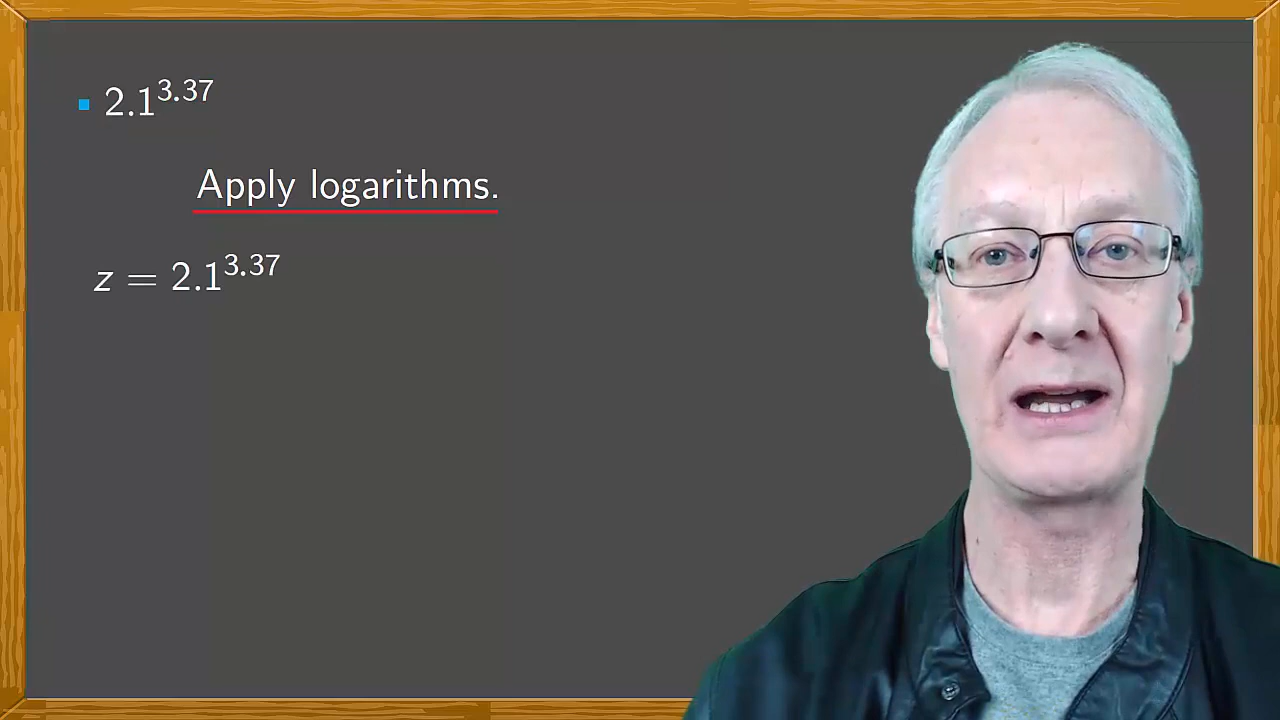 2.1^3.37
Apply logarithms.
z = 2.1^3.37